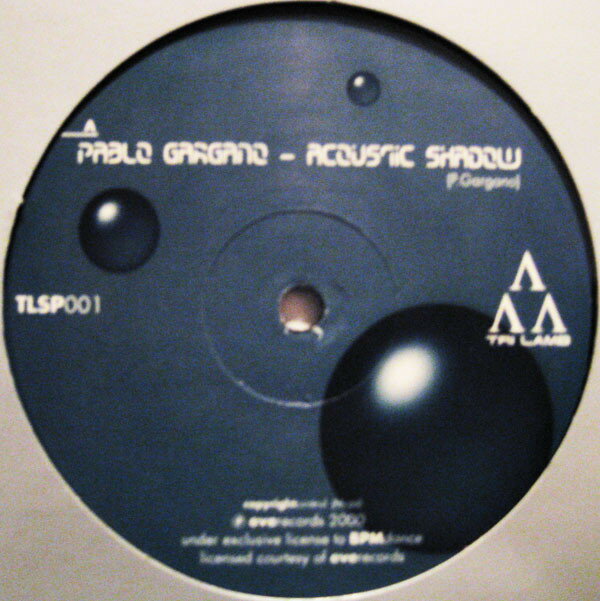 A
PABLO GARGANO - ACOUSTIC SHADOW
(P.Gargano)
TLSP001
TRI LAMB
copyright
℗ evarecords 2000
under exclusive license to BPMdance
licensed courtesy of evarecords